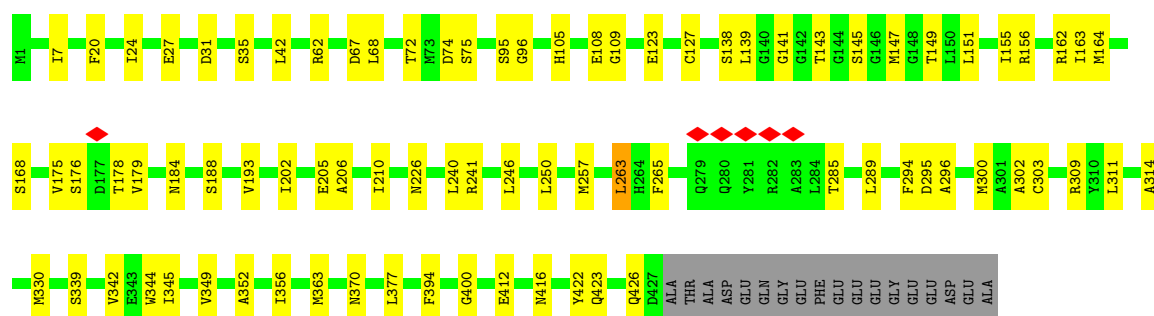 M1 I7 F20 I24 E27 D31 S35 L42 R62 D67 L68 T72 M73 D74 S75 S95 G96 H105 E108 G109 E123 C127 S138 L139 G140 G141 G142 T143 G144 S145 G146 M147 G148 T149 L150 L151 I155 R156 R162 I163 M164
S168 V175 S176 D177 T178 V179 N184 S188 V193 I202 E205 A206 I210 N226 L240 R241 L246 L250 M257 L263 H264 F265 Q279 Q280 Y281 R282 A283 L284 T285 L289 F294 D295 A296 M300 A301 A302 C303 R309 Y310 L311 A314
M330 S339 V342 E343 W344 I345 V349 A352 I356 M363 N370 L377 F394 G400 E412 N416 Y422 Q423 Q426 D427 ALA THR ALA ASP GLU GLN GLY GLU PHE GLU GLU GLU GLY GLU GLU ASP GLU ALA